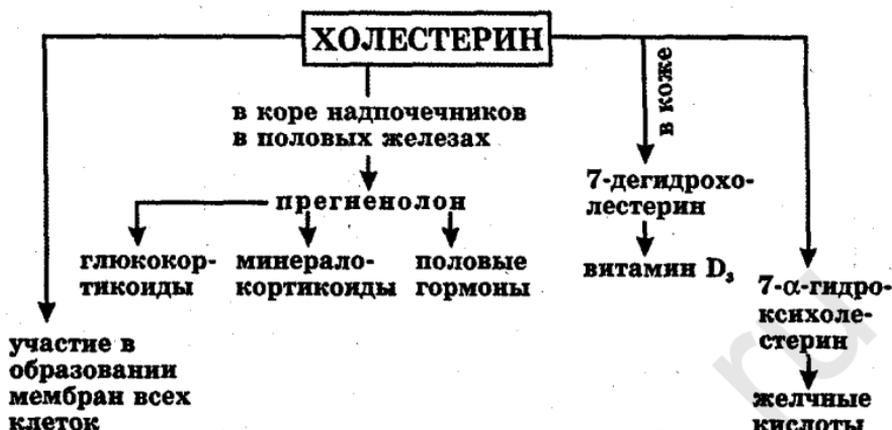 ХОЛЕСТЕРИН
в коре надпочечников
в половых железах
прегненолон
глюкокор-
тикоиды
минерало-
кортикоиды
половые
гормоны
участие в
образовании
мембран всех
клеток
в коже
7-дегидрохо-
лестерин
витамин D₃
7-α-гидро-
ксихоле-
стерин
желчные
кислоты
ru